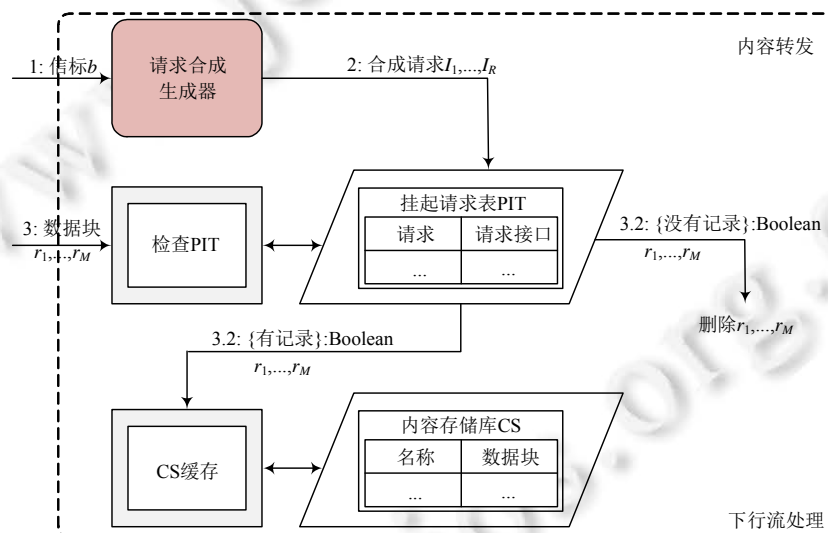 内容转发
1: 信标b
请求合成
生成器
2: 合成请求I1,...,IR
3: 数据块
r1,...,rM
检查PIT
挂起请求表PIT
请求 请求接口
... ...
3.2: {没有记录}:Boolean
r1,...,rM
删除r1,...,rM
3.2: {有记录}:Boolean
r1,...,rM
CS缓存
内容存储库CS
名称 数据块
... ...
下行流处理